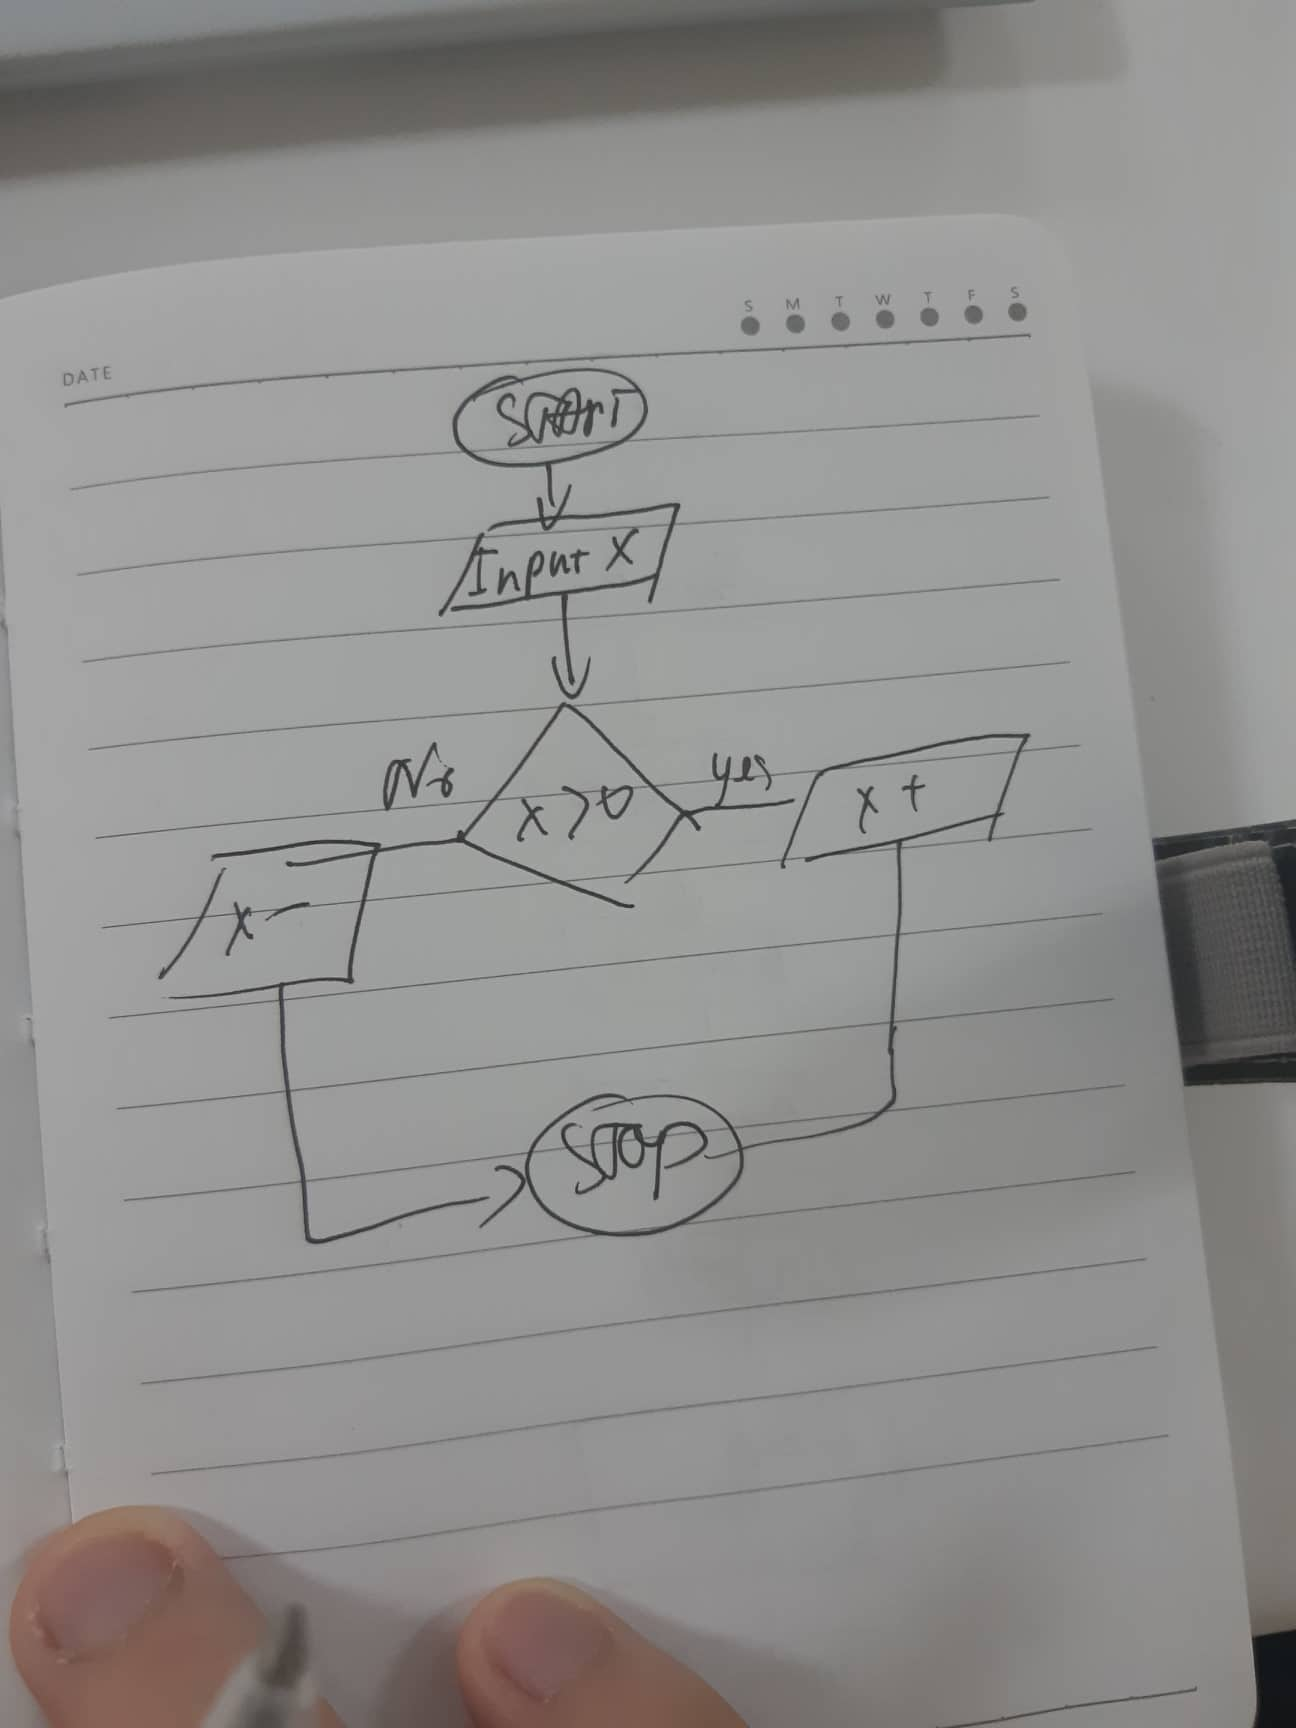 DATE
S M T W T F S
Start
Input X
x > 0
No
yes
x +
x -
Stop